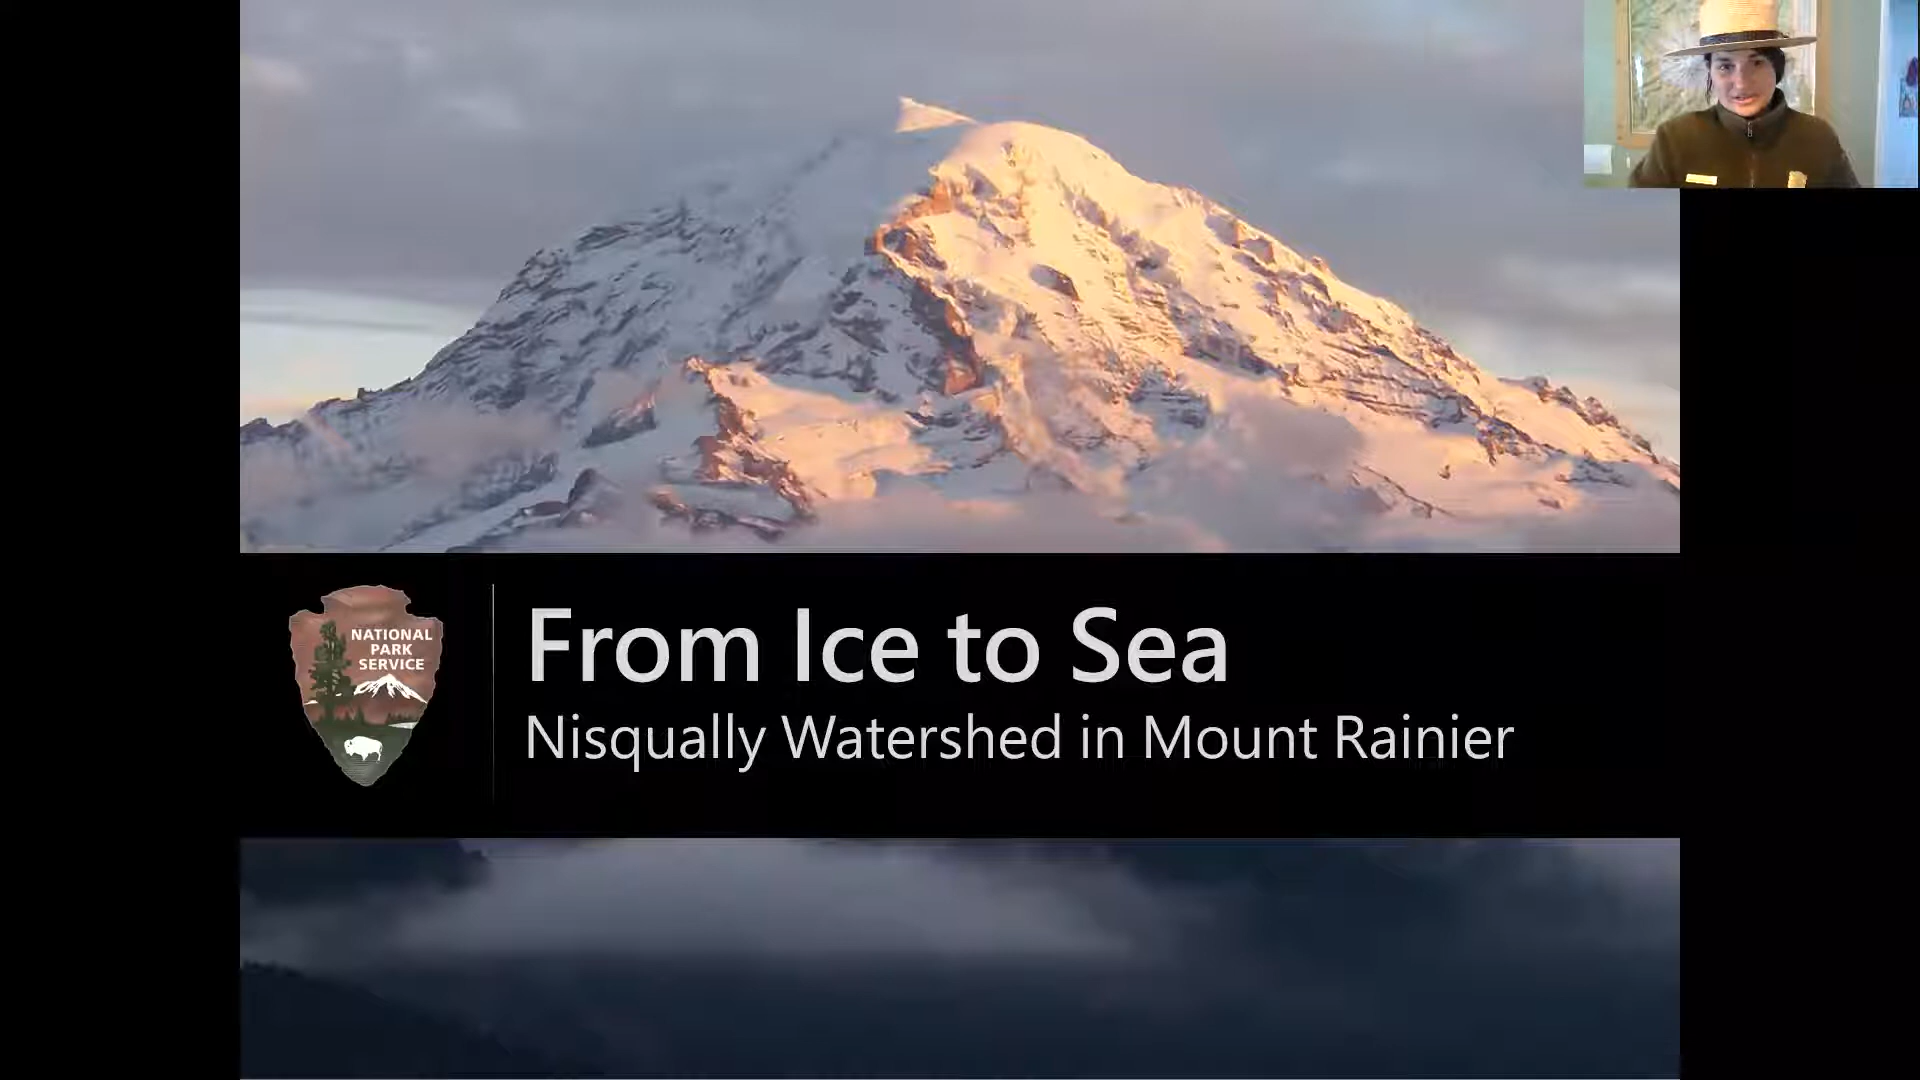 NATIONAL
PARK
SERVICE
From Ice to Sea
Nisqually Watershed in Mount Rainier